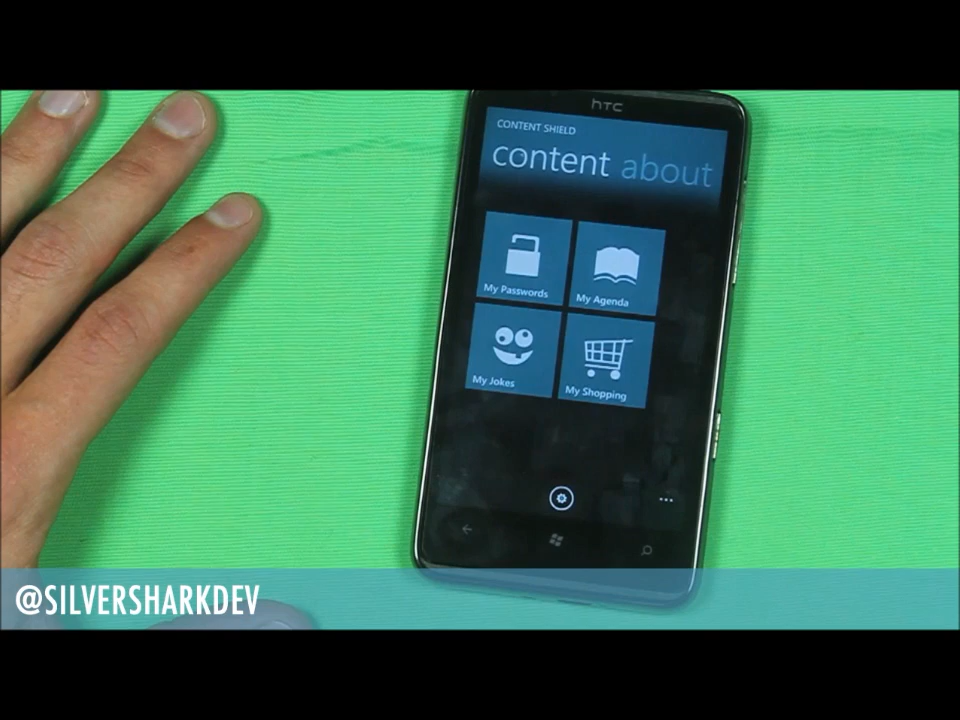 hTC
CONTENT SHIELD
content about
My Passwords
My Agenda
My Jokes
My Shopping
@SILVERSHARKDEV